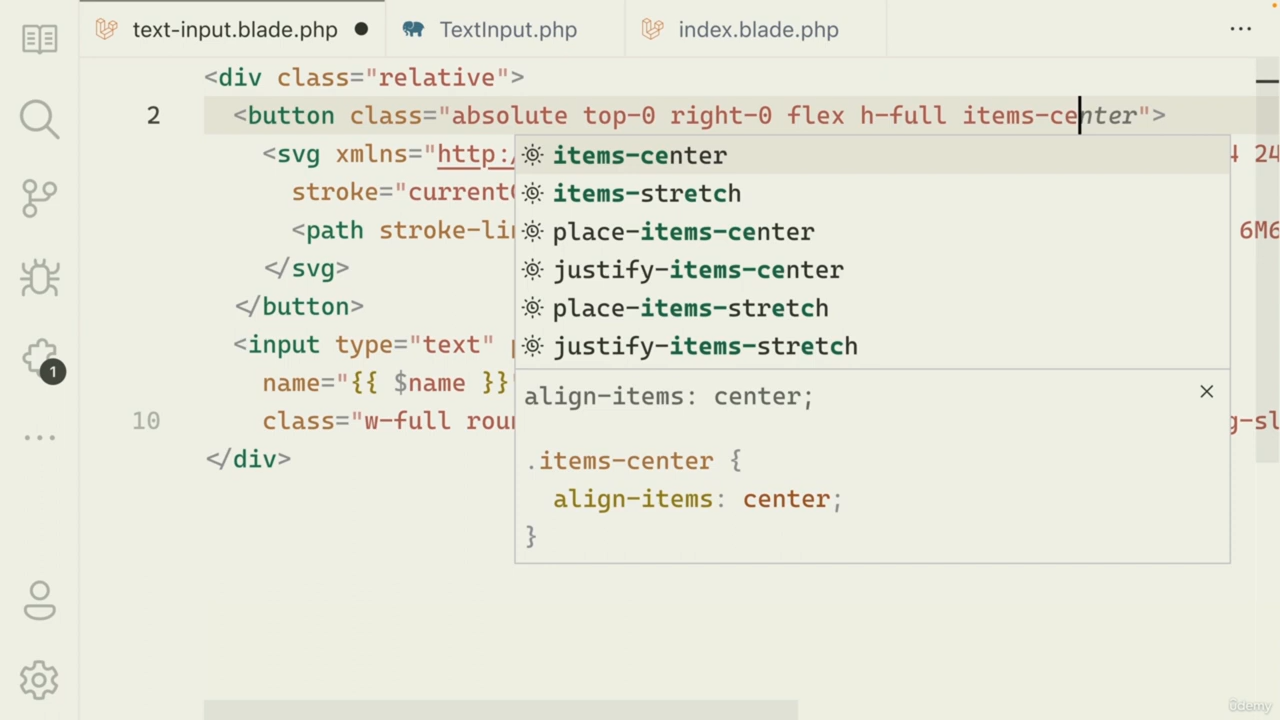 text-input.blade.php
TextInput.php
index.blade.php
<div class="relative">
2 <button class="absolute top-0 right-0 flex h-full items-center">
<svg xmlns="http:/ 4 24
stroke="current
<path stroke-li 6M6
</svg>
</button>
<input type="text"
name="{{ $name }}"
10 class="w-full rou g-sl
</div>
items-center
items-stretch
place-items-center
justify-items-center
place-items-stretch
justify-items-stretch
align-items: center;
.items-center {
align-items: center;
}
1
ûdemy